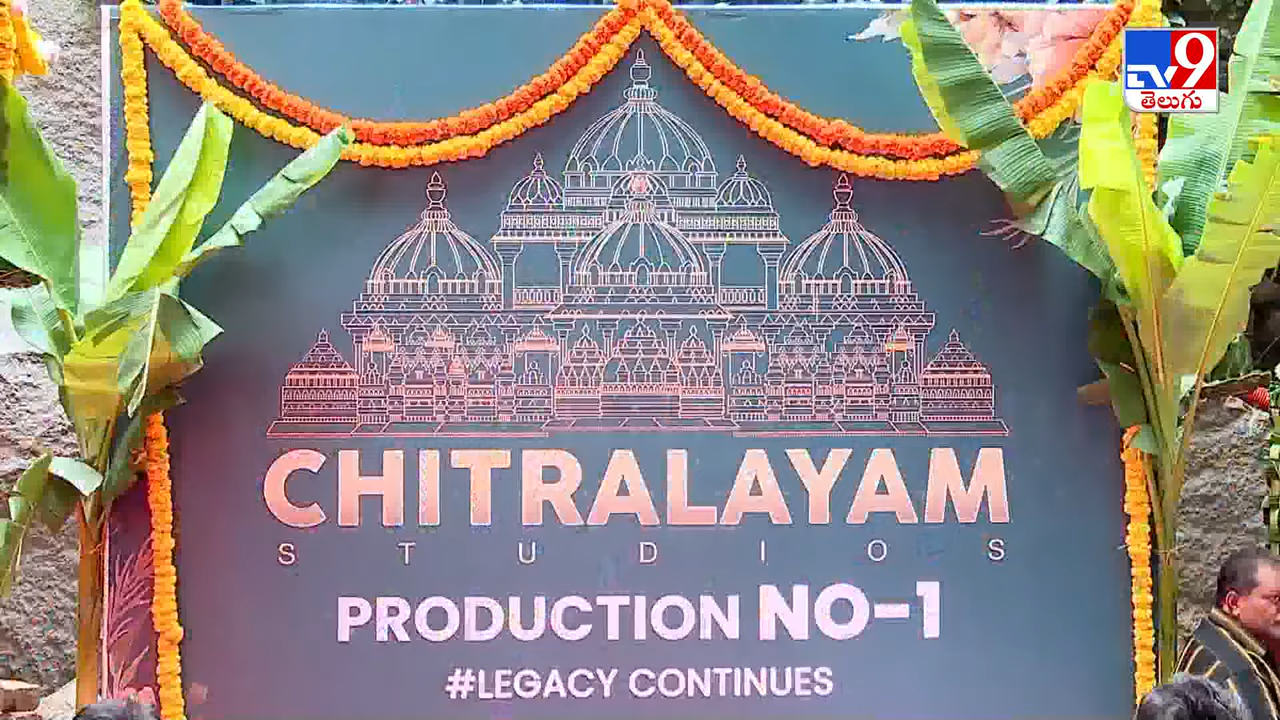 TV9
తెలుగు
CHITRALAYAM
STUDIOS
PRODUCTION NO-1
#LEGACY CONTINUES